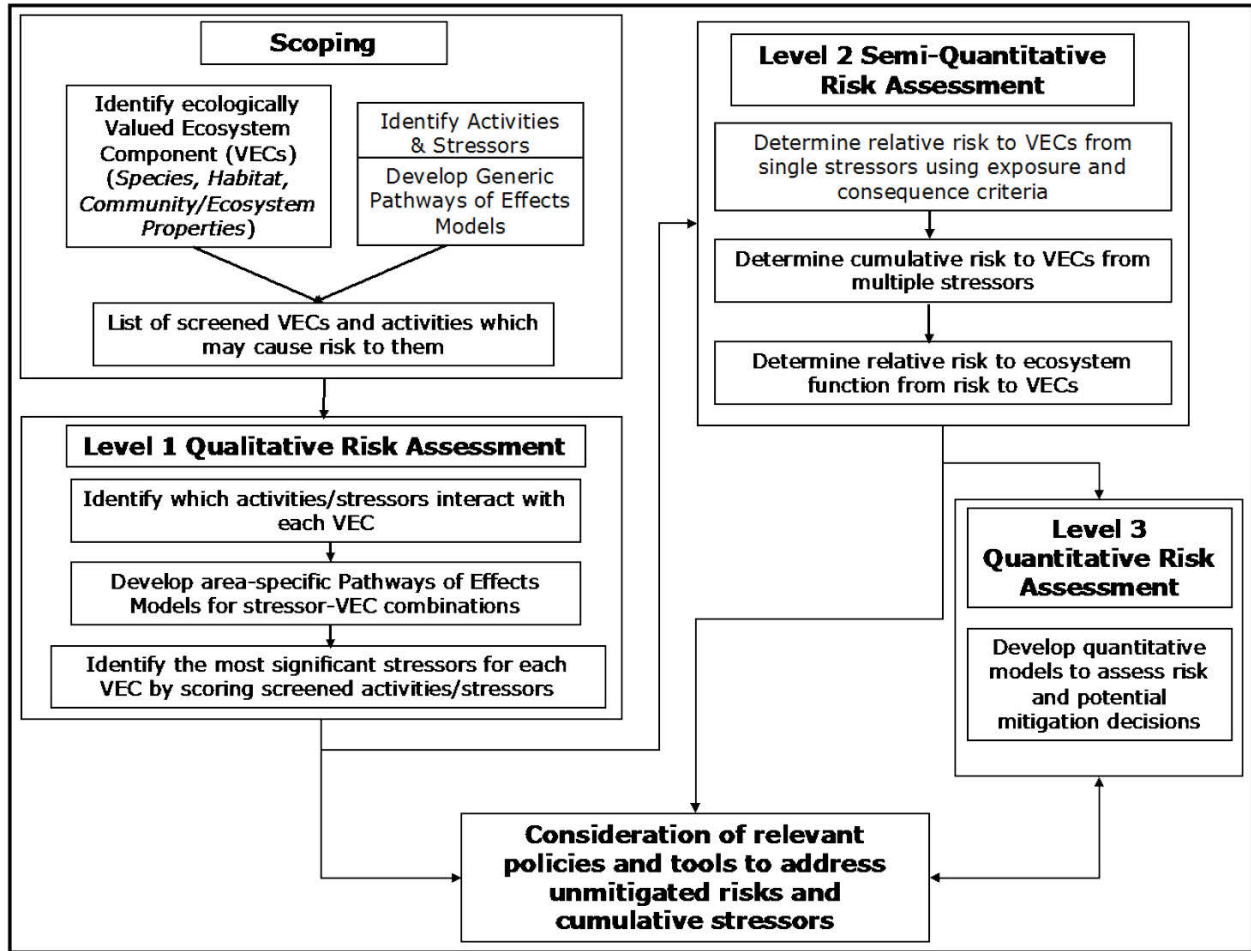 Scoping
Identify ecologically
Valued Ecosystem
Component (VECs)
(Species, Habitat,
Community/Ecosystem
Properties)
Identify Activities
& Stressors
Develop Generic
Pathways of Effects
Models
List of screened VECs and activities which
may cause risk to them
Level 1 Qualitative Risk Assessment
Identify which activities/stressors interact with
each VEC
Develop area-specific Pathways of Effects
Models for stressor-VEC combinations
Identify the most significant stressors for each
VEC by scoring screened activities/stressors
Level 2 Semi-Quantitative
Risk Assessment
Determine relative risk to VECs from
single stressors using exposure and
consequence criteria
Determine cumulative risk to VECs from
multiple stressors
Determine relative risk to ecosystem
function from risk to VECs
Level 3
Quantitative Risk
Assessment
Develop quantitative
models to assess risk
and potential
mitigation decisions
Consideration of relevant
policies and tools to address
unmitigated risks and
cumulative stressors